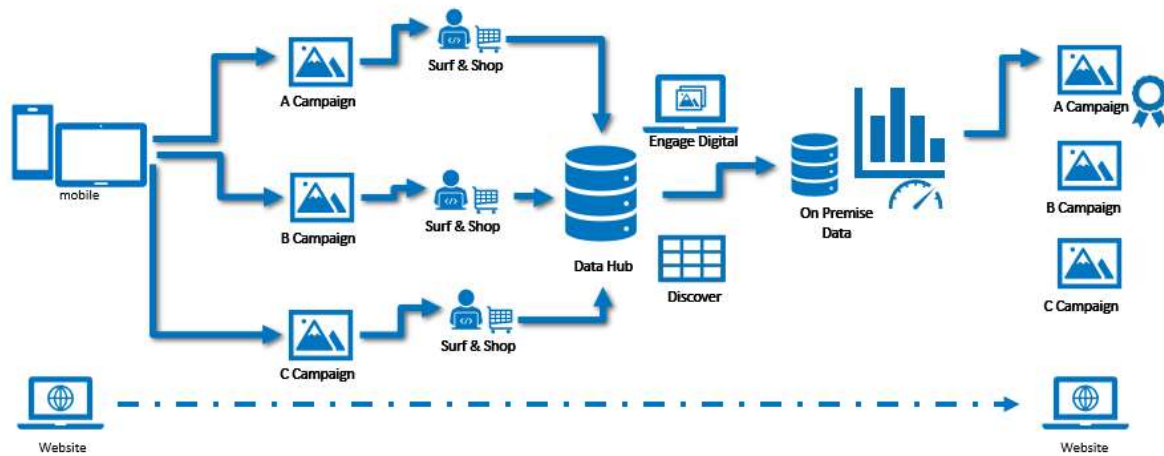 Surf & Shop
A Campaign
Engage Digital
A Campaign
mobile
B Campaign
Surf & Shop
Data Hub
On Premise
Data
B Campaign
Discover
C Campaign
Surf & Shop
C Campaign
Website
Website